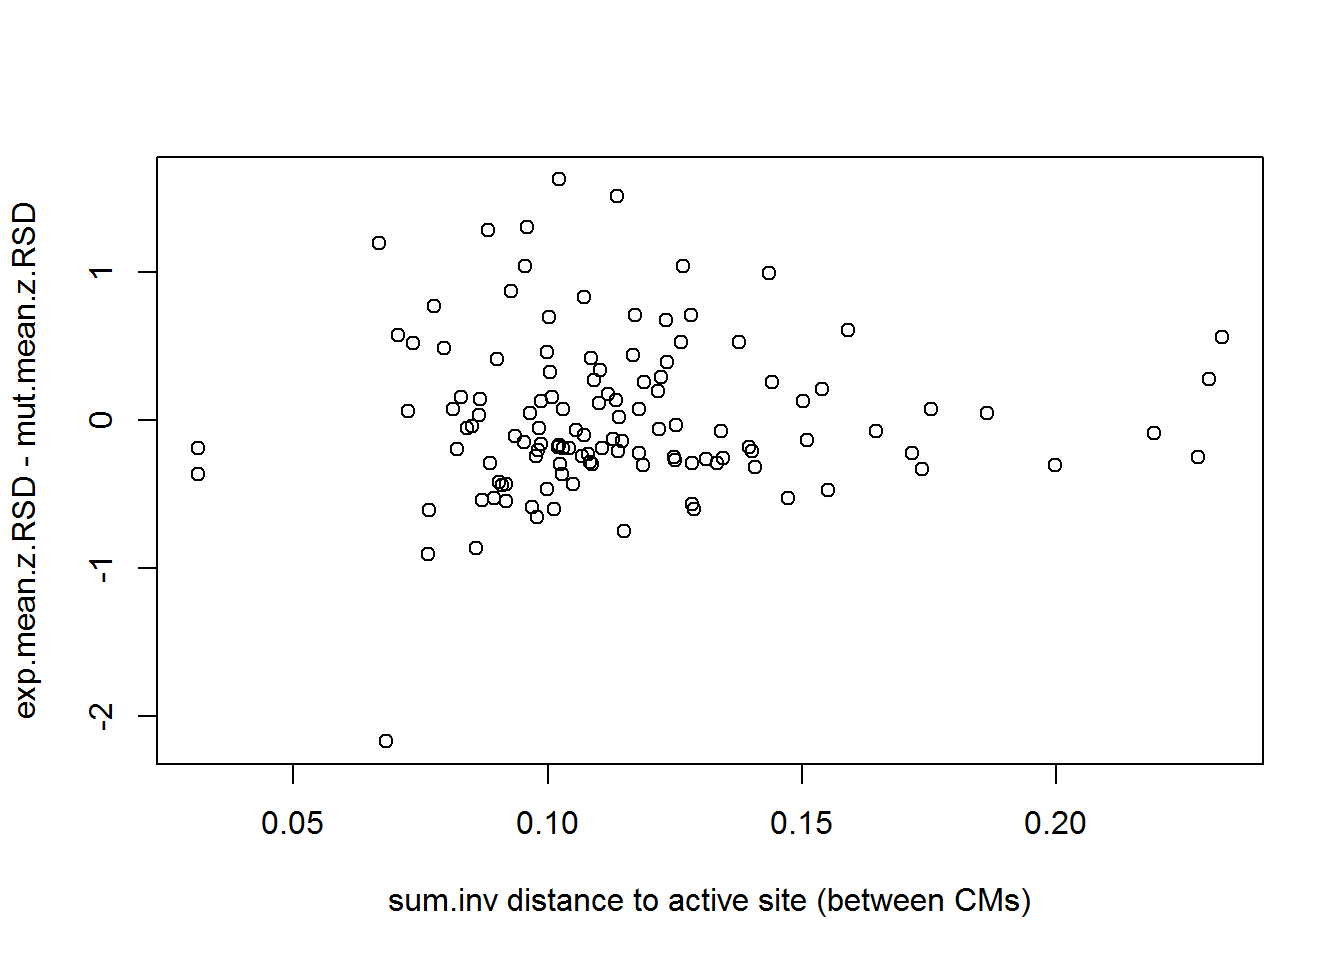 exp.mean.z.RSD - mut.mean.z.RSD
1
0
-1
-2
0.05 0.10 0.15 0.20
sum.inv distance to active site (between CMs)